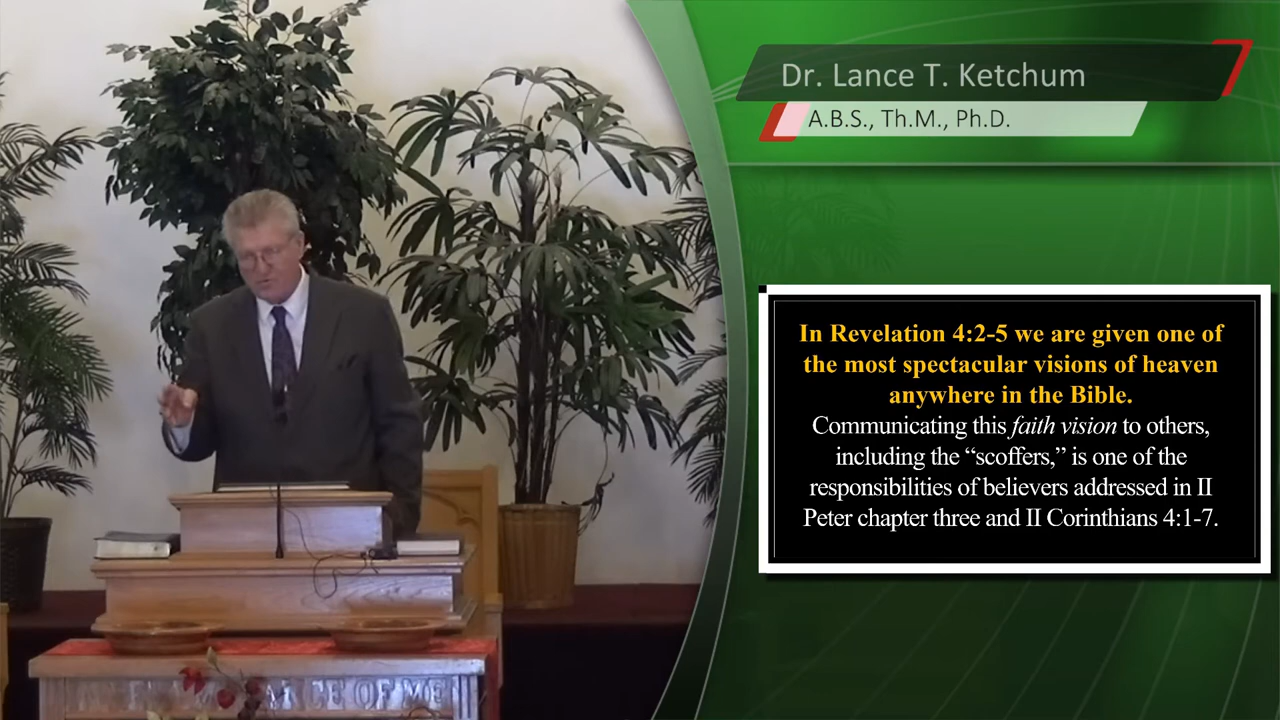 Dr. Lance T. Ketchum
A.B.S., Th.M., Ph.D.
In Revelation 4:2-5 we are given one of
the most spectacular visions of heaven
anywhere in the Bible.
Communicating this faith vision to others,
including the “scoffers,” is one of the
responsibilities of believers addressed in II
Peter chapter three and II Corinthians 4:1-7.
OF ME